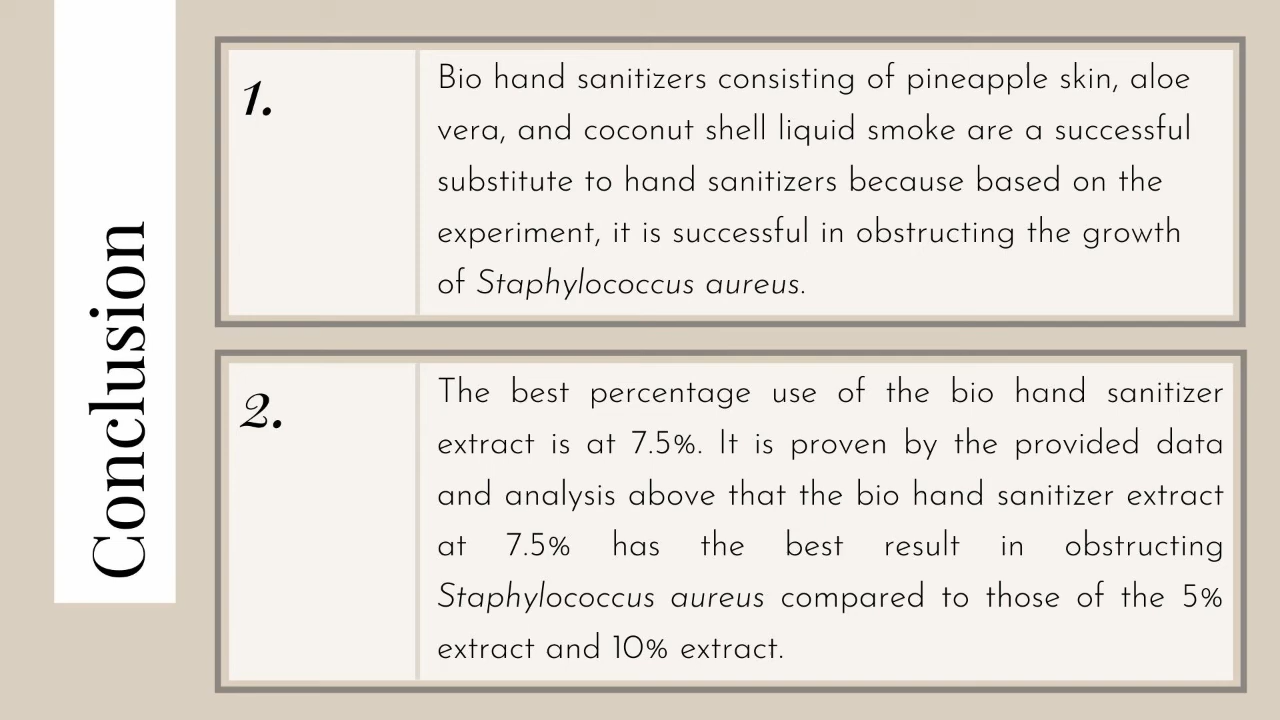 Conclusion
1.
Bio hand sanitizers consisting of pineapple skin, aloe
vera, and coconut shell liquid smoke are a successful
substitute to hand sanitizers because based on the
experiment, it is successful in obstructing the growth
of Staphylococcus aureus.
2.
The best percentage use of the bio hand sanitizer
extract is at 7.5%. It is proven by the provided data
and analysis above that the bio hand sanitizer extract
at 7.5% has the best result in obstructing
Staphylococcus aureus compared to those of the 5%
extract and 10% extract.